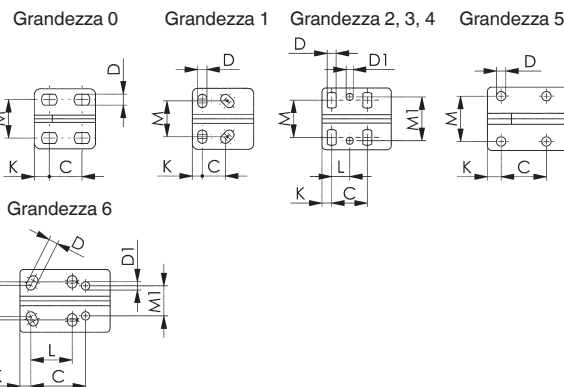 Grandezza 0 Grandezza 1 Grandezza 2, 3, 4 Grandezza 5
D D D D1 D
M M M M1 M
K C K C L K C
K C
Grandezza 6
D D1
M1
L
K C